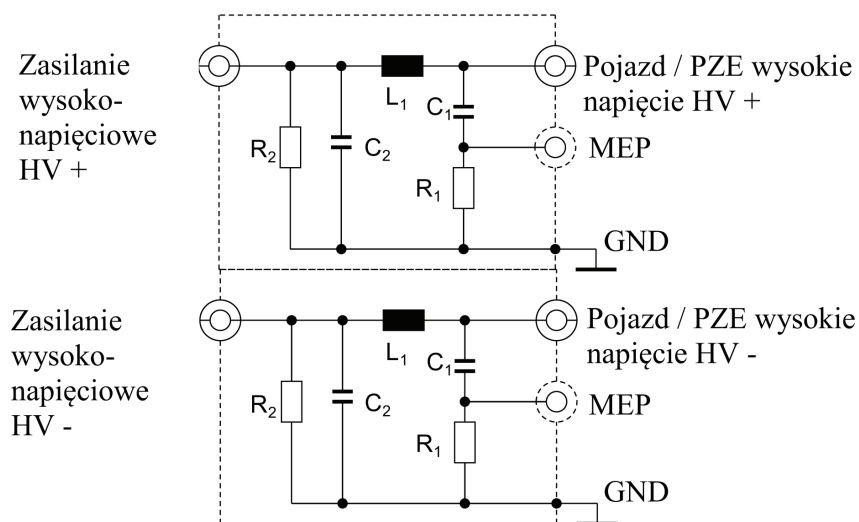 Zasilanie
wysoko-
napięciowe
HV +
R2
C2
L1
C1
R1
Pojazd / PZE wysokie
napięcie HV +
MEP
GND
Zasilanie
wysoko-
napięciowe
HV -
R2
C2
L1
C1
R1
Pojazd / PZE wysokie
napięcie HV -
MEP
GND